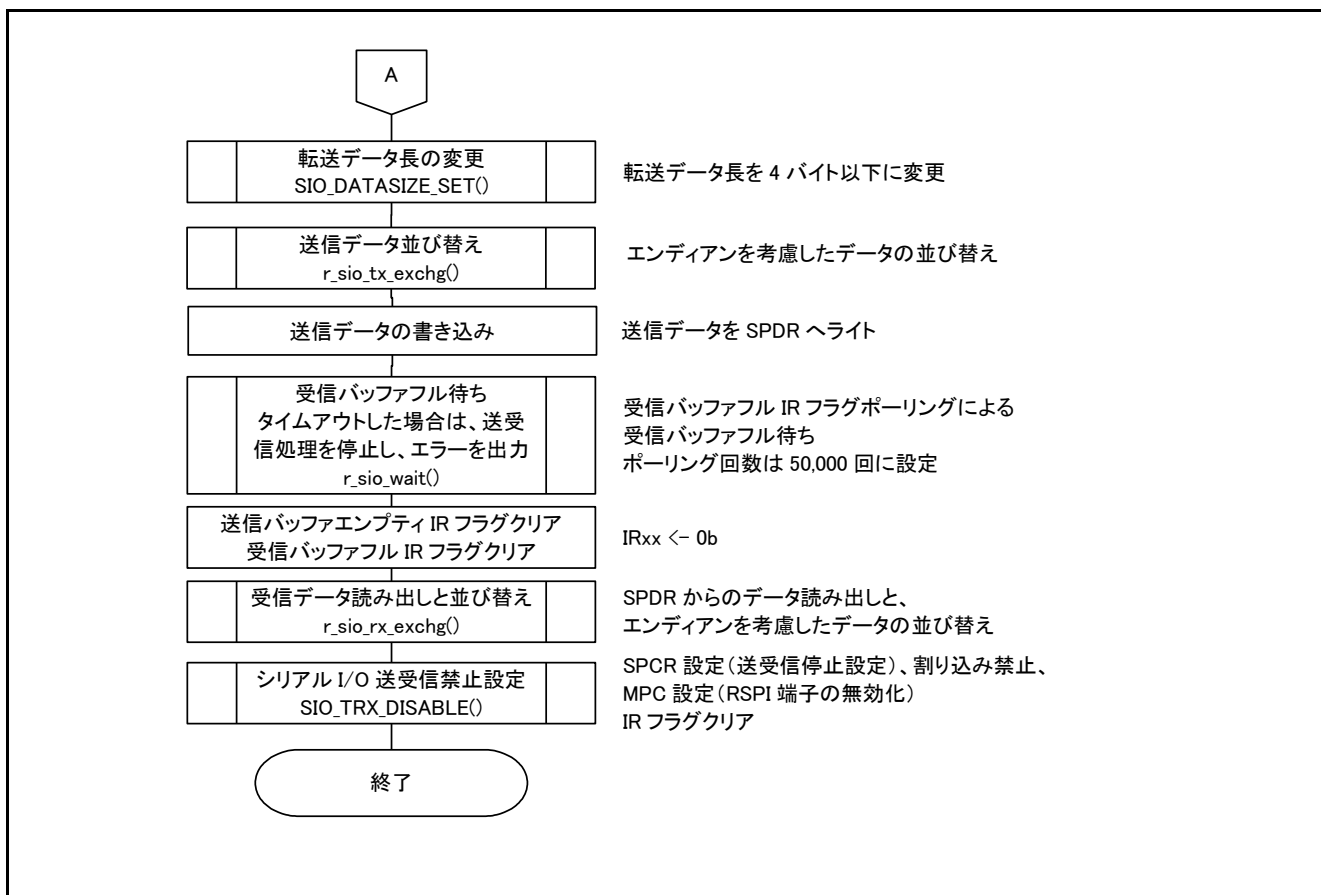 A
転送データ長の変更
SIO_DATASIZE_SET()
転送データ長を 4 バイト以下に変更
送信データ並び替え
r_sio_tx_exchg()
エンディアンを考慮したデータの並び替え
送信データの書き込み
送信データを SPDR へライト
受信バッファフル待ち
タイムアウトした場合は、送受
信処理を停止し、エラーを出力
r_sio_wait()
受信バッファフル IR フラグポーリングによる
受信バッファフル待ち
ポーリング回数は 50,000 回に設定
送信バッファエンプティ IR フラグクリア
受信バッファフル IR フラグクリア
IRxx <- 0b
受信データ読み出しと並び替え
r_sio_rx_exchg()
SPDR からのデータ読み出しと、
エンディアンを考慮したデータの並び替え
シリアル I/O 送受信禁止設定
SIO_TRX_DISABLE()
SPCR 設定(送受信停止設定)、割り込み禁止、
MPC 設定(RSPI 端子の無効化)
IR フラグクリア
終了